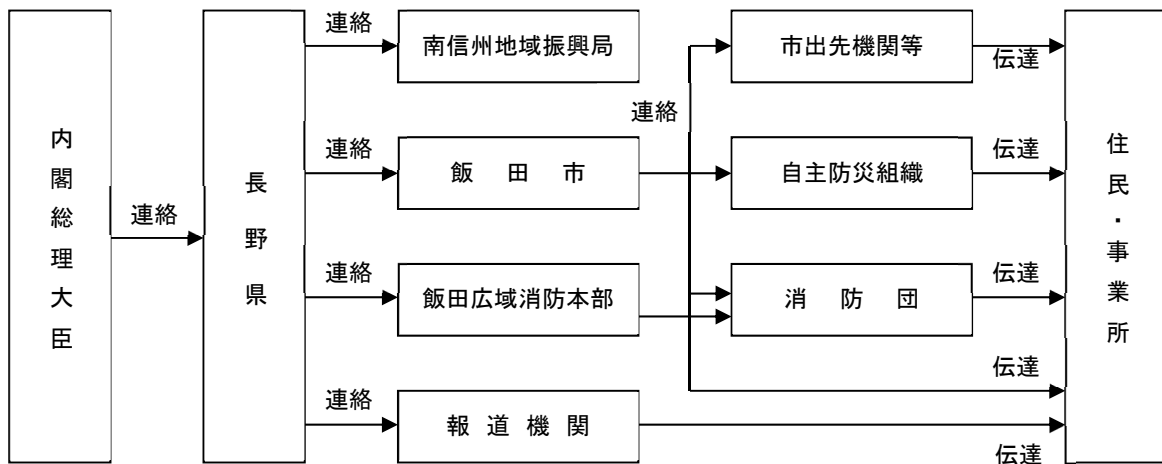 内閣総理大臣
連絡
長野県
連絡
南信州地域振興局
連絡
飯田市
連絡
飯田広域消防本部
連絡
報道機関
連絡
市出先機関等
自主防災組織
消防団
伝達
伝達
伝達
伝達
伝達
住民・事業所